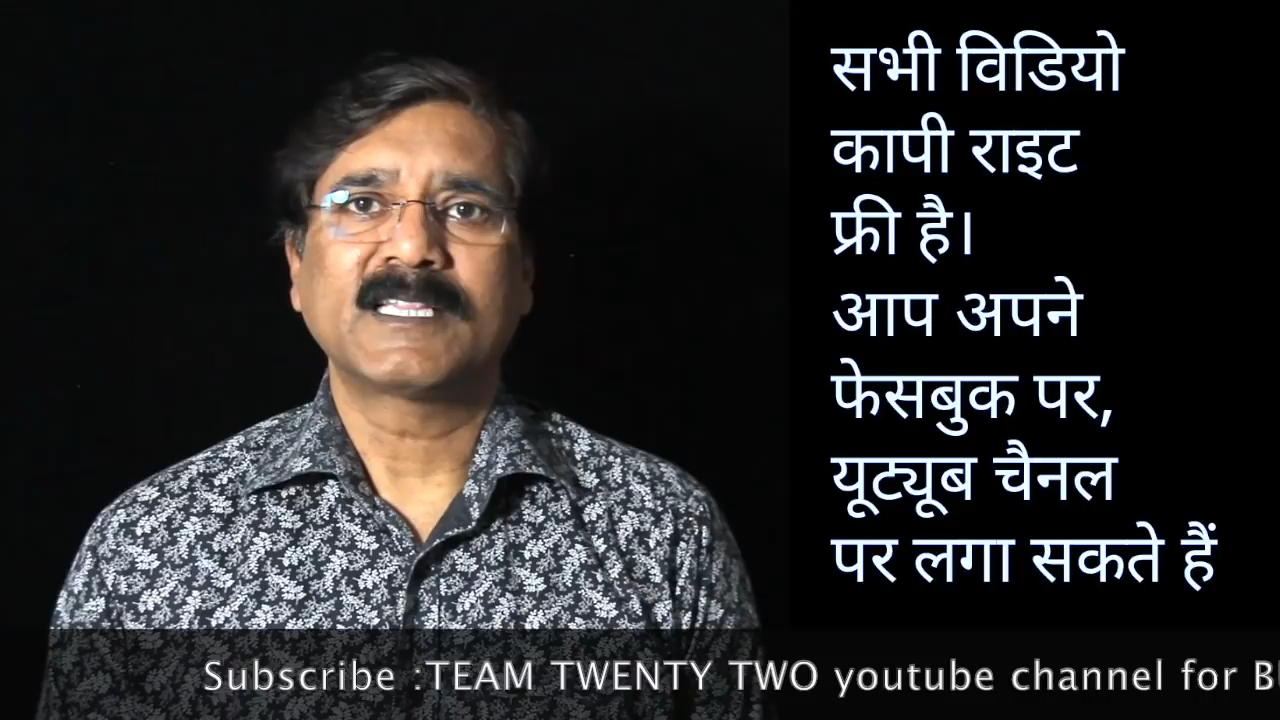 सभी विडियो
कापी राइट
फ्री है।
आप अपने
फेसबुक पर,
यूट्यूब चैनल
पर लगा सकते हैं
Subscribe :TEAM TWENTY TWO youtube channel for